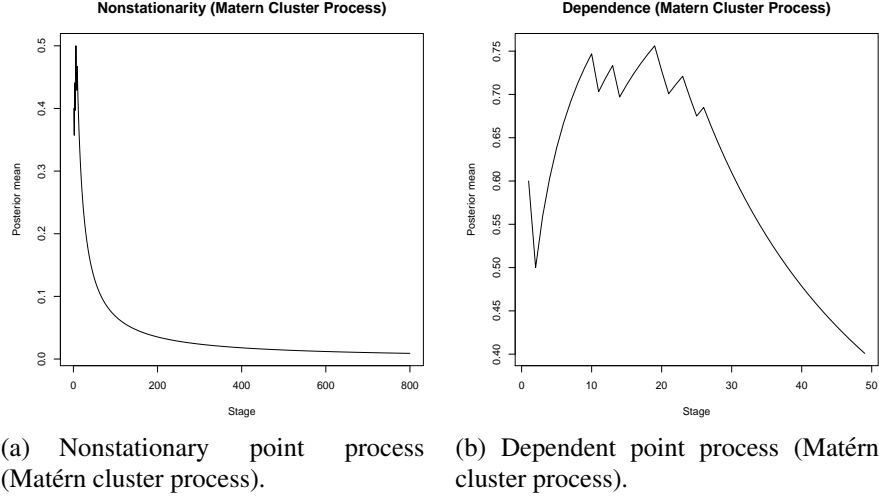 Nonstationarity (Matern Cluster Process)
Posterior mean
0.5
0.4
0.3
0.2
0.1
0.0
0 200 400 600 800
Stage
Dependence (Matern Cluster Process)
Posterior mean
0.75
0.70
0.65
0.60
0.55
0.50
0.45
0.40
0 10 20 30 40 50
Stage
(a) Nonstationary point process
(Matérn cluster process).
(b) Dependent point process (Matérn
cluster process).